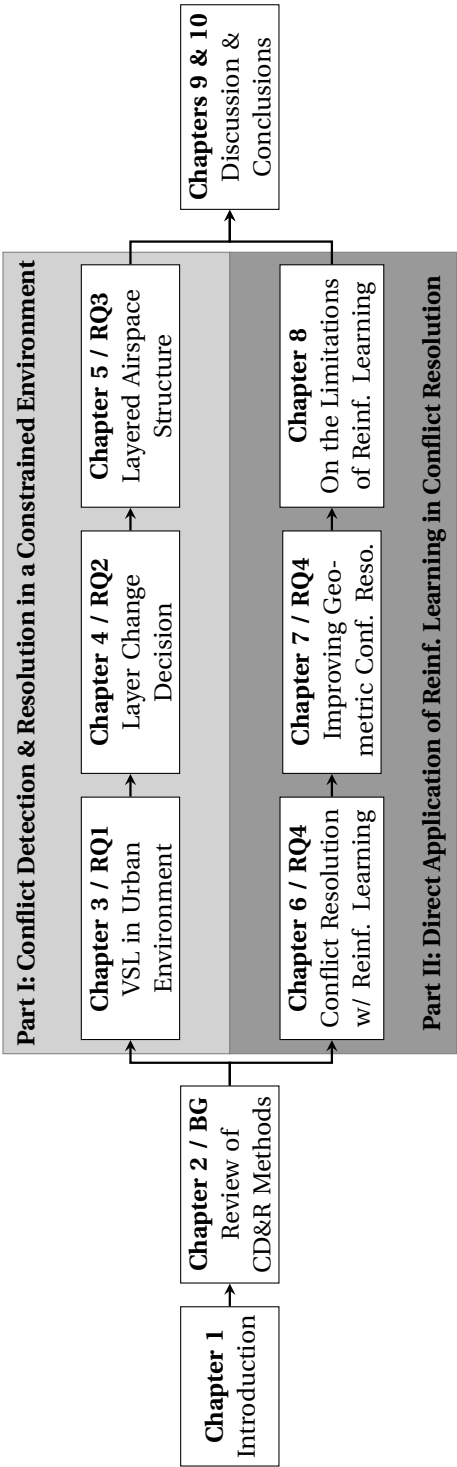 Chapter 1
Introduction
Chapter 2 / BG
Review of
CD&R Methods
Part I: Conflict Detection & Resolution in a Constrained Environment
Chapter 3 / RQ1
VSL in Urban
Environment
Chapter 4 / RQ2
Layer Change
Decision
Chapter 5 / RQ3
Layered Airspace
Structure
Chapter 6 / RQ4
Conflict Resolution
w/ Reinf. Learning
Chapter 7 / RQ4
Improving Geo-
metric Conf. Reso.
Chapter 8
On the Limitations
of Reinf. Learning
Part II: Direct Application of Reinf. Learning in Conflict Resolution
Chapters 9 & 10
Discussion &
Conclusions